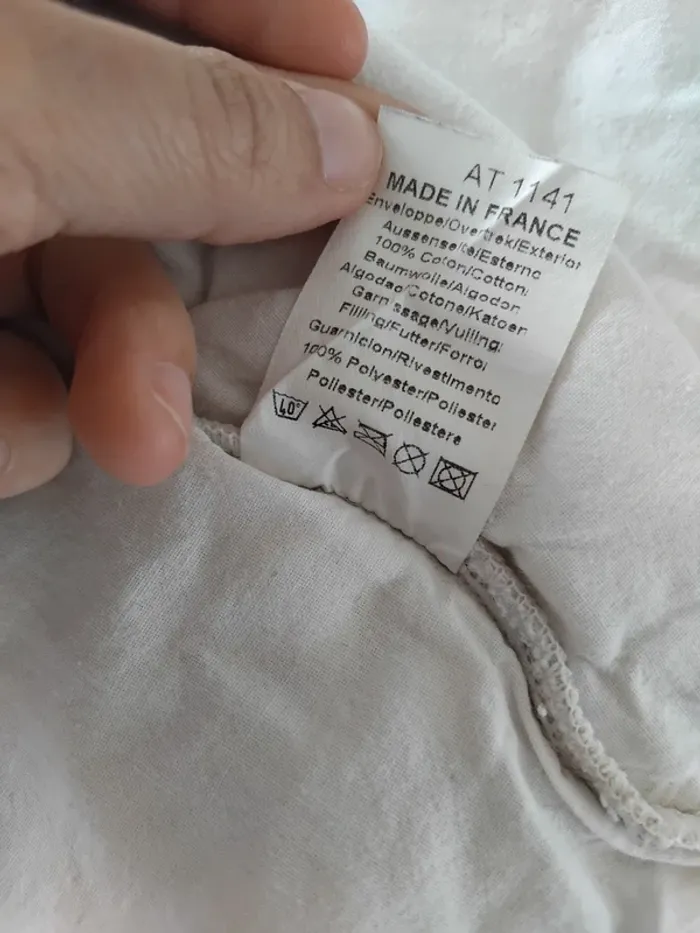 AT 1141
MADE IN FRANCE
Enveloppe/Overtrek/Exterior
Aussenseite/Esterno
100% Coton/Cotton/
Baumwolle/Algodon
Algodao/Cotone/Katoen
Garnissage/Vulling/
Filling/Futter/Forro/
Guarnicion/Rivestimento
100% Polyester/Poliester
Poliester/Poliestere
40°